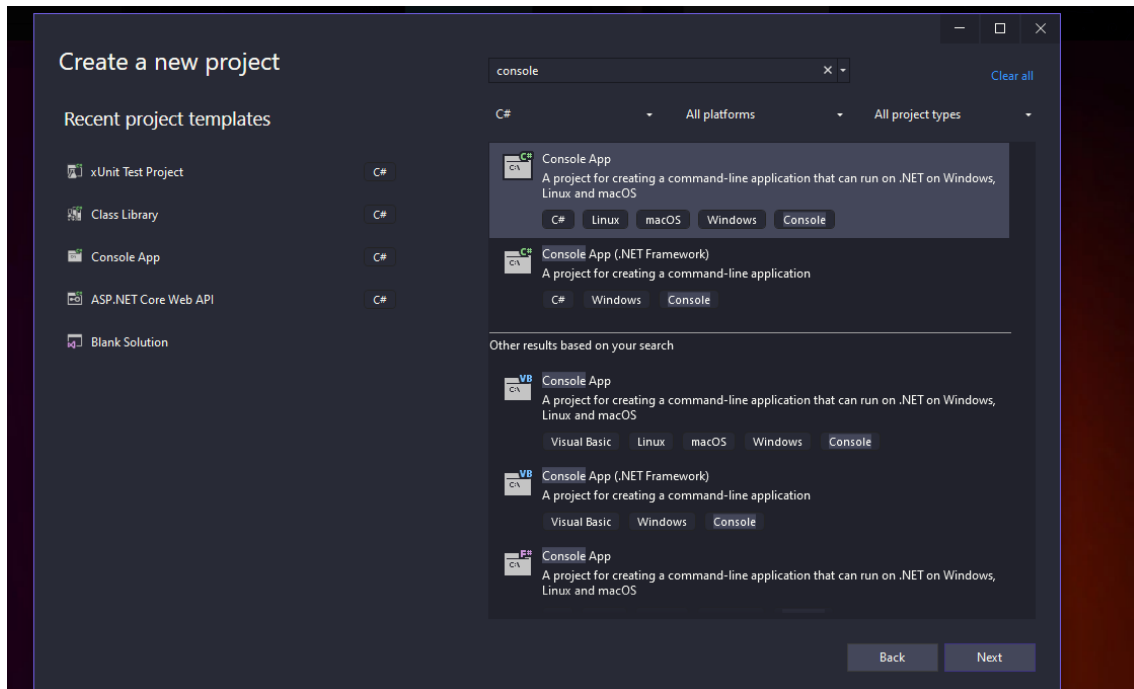 Create a new project
Recent project templates
xUnit Test Project C#
Class Library C#
Console App C#
ASP.NET Core Web API C#
Blank Solution
console
Clear all
C# All platforms All project types
C# C:\
Console App
A project for creating a command-line application that can run on .NET on Windows,
Linux and macOS
C# Linux macOS Windows Console
C# C:\
Console App (.NET Framework)
A project for creating a command-line application
C# Windows Console
Other results based on your search
VB C:\
Console App
A project for creating a command-line application that can run on .NET on Windows,
Linux and macOS
Visual Basic Linux macOS Windows Console
VB C:\
Console App (.NET Framework)
A project for creating a command-line application
Visual Basic Windows Console
F# C:\
Console App
A project for creating a command-line application that can run on .NET on Windows,
Linux and macOS
Back Next